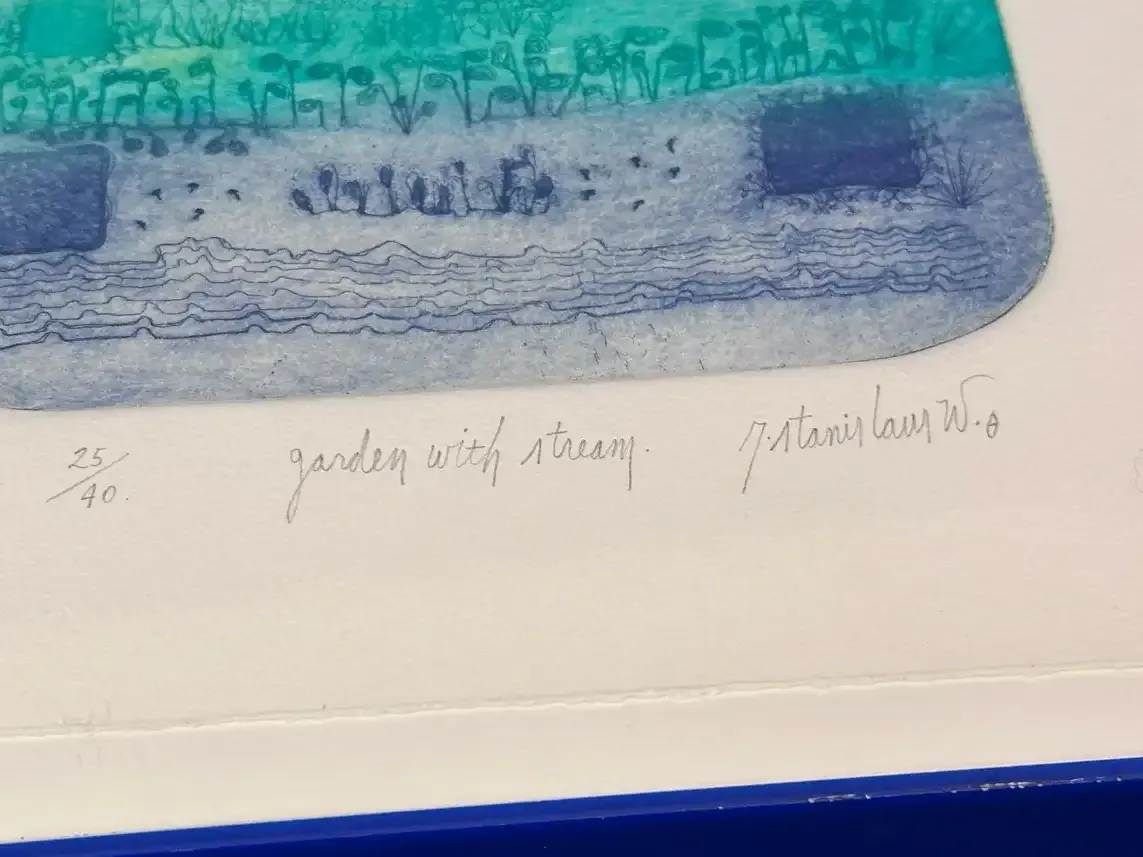 25/40. garden with stream. J. Stanislaus W.